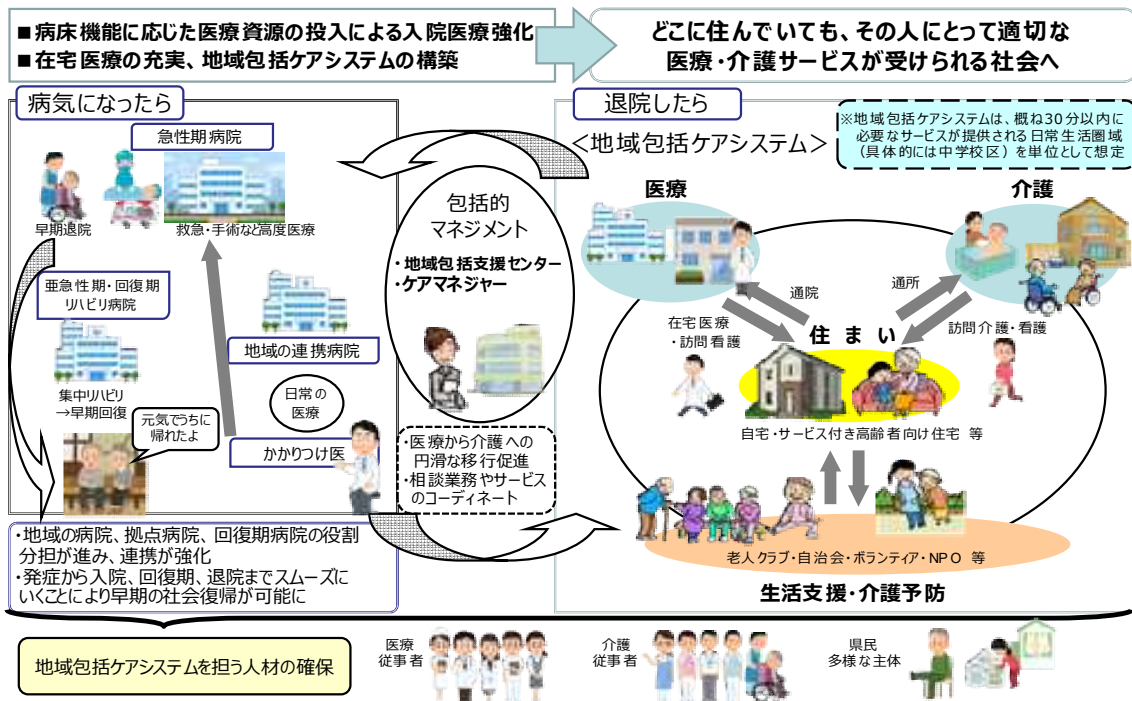 ■病床機能に応じた医療資源の投入による入院医療強化
■在宅医療の充実、地域包括ケアシステムの構築
どこに住んでいても、その人にとって適切な
医療・介護サービスが受けられる社会へ
病気になったら
急性期病院
早期退院
救急・手術など高度医療
亜急性期・回復期
リハビリ病院
地域の連携病院
集中リハビリ
→早期回復
日常の
医療
元気でうちに
帰れたよ
かかりつけ医
・地域の病院、拠点病院、回復期病院の役割
分担が進み、連携が強化
・発症から入院、回復期、退院までスムーズに
いくことにより早期の社会復帰が可能に
包括的
マネジメント
・地域包括支援センター
・ケアマネジャー
・医療から介護への
円滑な移行促進
・相談業務やサービス
のコーディネート
退院したら
<地域包括ケアシステム>
※地域包括ケアシステムは、概ね30分以内に
必要なサービスが提供される日常生活圏域
(具体的には中学校区)を単位として想定
医療
介護
通院
通所
在宅医療
・訪問看護
住まい
訪問介護・看護
自宅・サービス付き高齢者向け住宅 等
老人クラブ・自治会・ボランティア・NPO 等
生活支援・介護予防
地域包括ケアシステムを担う人材の確保
医療
従事者
介護
従事者
県民
多様な主体